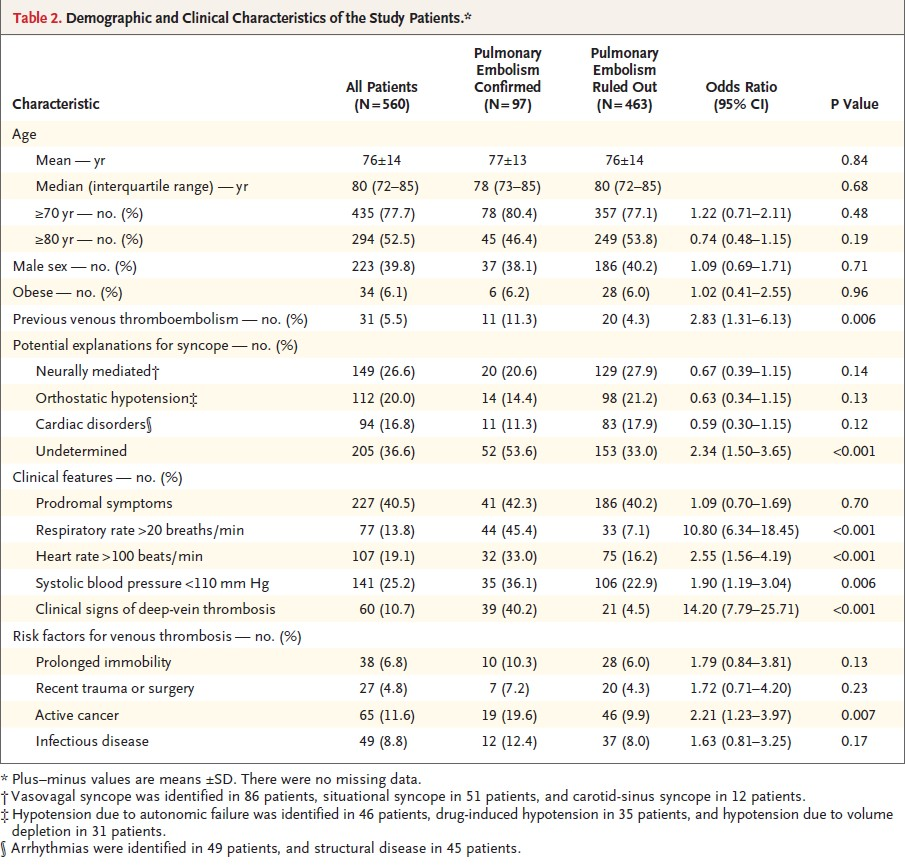 Table 2. Demographic and Clinical Characteristics of the Study Patients.*
Characteristic All Patients (N=560) Pulmonary Embolism Confirmed (N=97) Pulmonary Embolism Ruled Out (N=463) Odds Ratio (95% CI) P Value
Age
Mean — yr 76±14 77±13 76±14 0.84
Median (interquartile range) — yr 80 (72–85) 78 (73–85) 80 (72–85) 0.68
≥70 yr — no. (%) 435 (77.7) 78 (80.4) 357 (77.1) 1.22 (0.71–2.11) 0.48
≥80 yr — no. (%) 294 (52.5) 45 (46.4) 249 (53.8) 0.74 (0.48–1.15) 0.19
Male sex — no. (%) 223 (39.8) 37 (38.1) 186 (40.2) 1.09 (0.69–1.71) 0.71
Obese — no. (%) 34 (6.1) 6 (6.2) 28 (6.0) 1.02 (0.41–2.55) 0.96
Previous venous thromboembolism — no. (%) 31 (5.5) 11 (11.3) 20 (4.3) 2.83 (1.31–6.13) 0.006
Potential explanations for syncope — no. (%)
Neurally mediated† 149 (26.6) 20 (20.6) 129 (27.9) 0.67 (0.39–1.15) 0.14
Orthostatic hypotension‡ 112 (20.0) 14 (14.4) 98 (21.2) 0.63 (0.34–1.15) 0.13
Cardiac disorders§ 94 (16.8) 11 (11.3) 83 (17.9) 0.59 (0.30–1.15) 0.12
Undetermined 205 (36.6) 52 (53.6) 153 (33.0) 2.34 (1.50–3.65) <0.001
Clinical features — no. (%)
Prodromal symptoms 227 (40.5) 41 (42.3) 186 (40.2) 1.09 (0.70–1.69) 0.70
Respiratory rate >20 breaths/min 77 (13.8) 44 (45.4) 33 (7.1) 10.80 (6.34–18.45) <0.001
Heart rate >100 beats/min 107 (19.1) 32 (33.0) 75 (16.2) 2.55 (1.56–4.19) <0.001
Systolic blood pressure <110 mm Hg 141 (25.2) 35 (36.1) 106 (22.9) 1.90 (1.19–3.04) 0.006
Clinical signs of deep-vein thrombosis 60 (10.7) 39 (40.2) 21 (4.5) 14.20 (7.79–25.71) <0.001
Risk factors for venous thrombosis — no. (%)
Prolonged immobility 38 (6.8) 10 (10.3) 28 (6.0) 1.79 (0.84–3.81) 0.13
Recent trauma or surgery 27 (4.8) 7 (7.2) 20 (4.3) 1.72 (0.71–4.20) 0.23
Active cancer 65 (11.6) 19 (19.6) 46 (9.9) 2.21 (1.23–3.97) 0.007
Infectious disease 49 (8.8) 12 (12.4) 37 (8.0) 1.63 (0.81–3.25) 0.17
* Plus–minus values are means ±SD. There were no missing data.
† Vasovagal syncope was identified in 86 patients, situational syncope in 51 patients, and carotid-sinus syncope in 12 patients.
‡ Hypotension due to autonomic failure was identified in 46 patients, drug-induced hypotension in 35 patients, and hypotension due to volume
depletion in 31 patients.
§ Arrhythmias were identified in 49 patients, and structural disease in 45 patients.